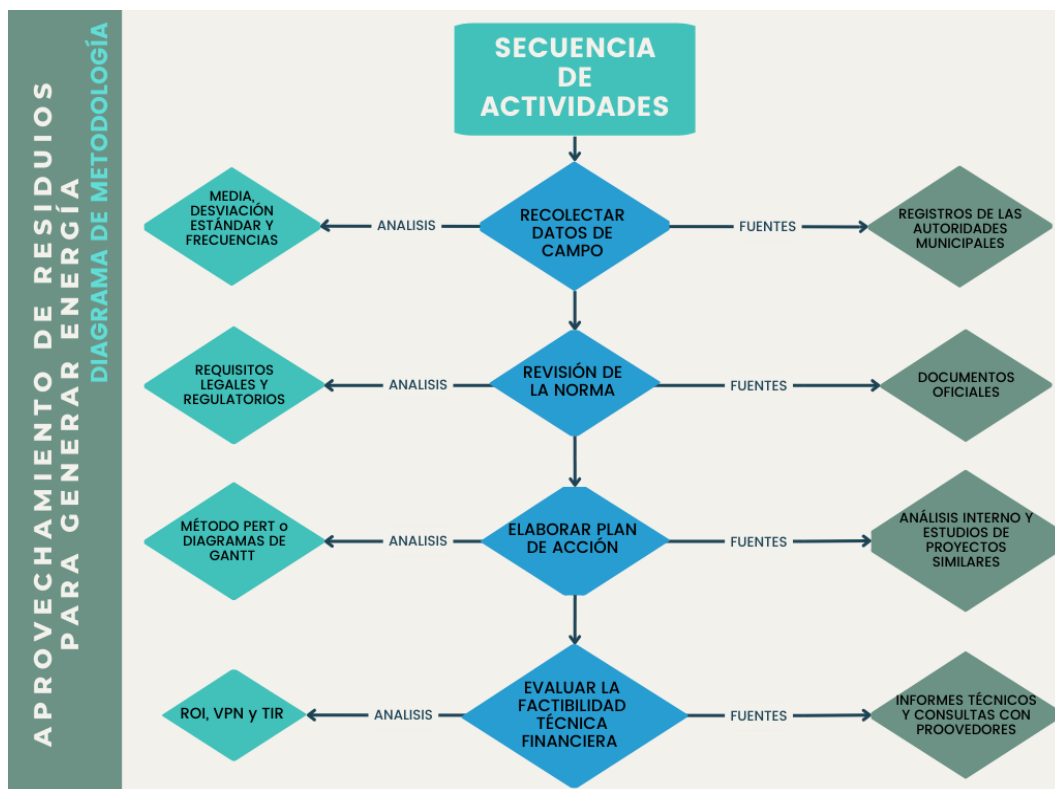 APROVECHAMIENTO DE RESIDUIOS
PARA GENERAR ENERGÍA
DIAGRAMA DE METODOLOGÍA
SECUENCIA
DE
ACTIVIDADES
MEDIA,
DESVIACIÓN
ESTÁNDAR Y
FRECUENCIAS
ANALISIS
RECOLECTAR
DATOS DE
CAMPO
FUENTES
REGISTROS DE LAS
AUTORIDADES
MUNICIPALES
REQUISITOS
LEGALES Y
REGULATORIOS
ANALISIS
REVISIÓN DE
LA NORMA
FUENTES
DOCUMENTOS
OFICIALES
MÉTODO PERT o
DIAGRAMAS DE
GANTT
ANALISIS
ELABORAR PLAN
DE ACCIÓN
FUENTES
ANÁLISIS INTERNO Y
ESTUDIOS DE
PROYECTOS
SIMILARES
ROI, VPN y TIR
ANALISIS
EVALUAR LA
FACTIBILIDAD
TÉCNICA
FINANCIERA
FUENTES
INFORMES TÉCNICOS
Y CONSULTAS CON
PROOVEDORES